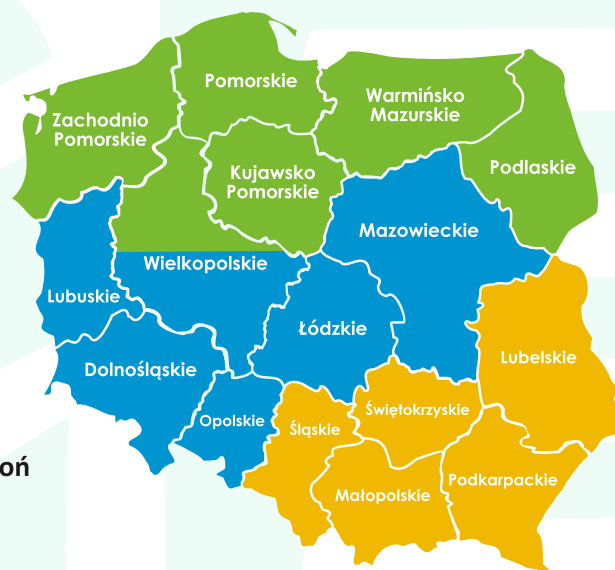 Pomorskie
Zachodnio
Pomorskie
Warmińsko
Mazurskie
Kujawsko
Pomorskie
Podlaskie
Mazowieckie
Wielkopolskie
Lubuskie
Łódzkie
Lubelskie
Dolnośląskie
Opolskie
Śląskie
Świętokrzyskie
oń
Małopolskie
Podkarpackie